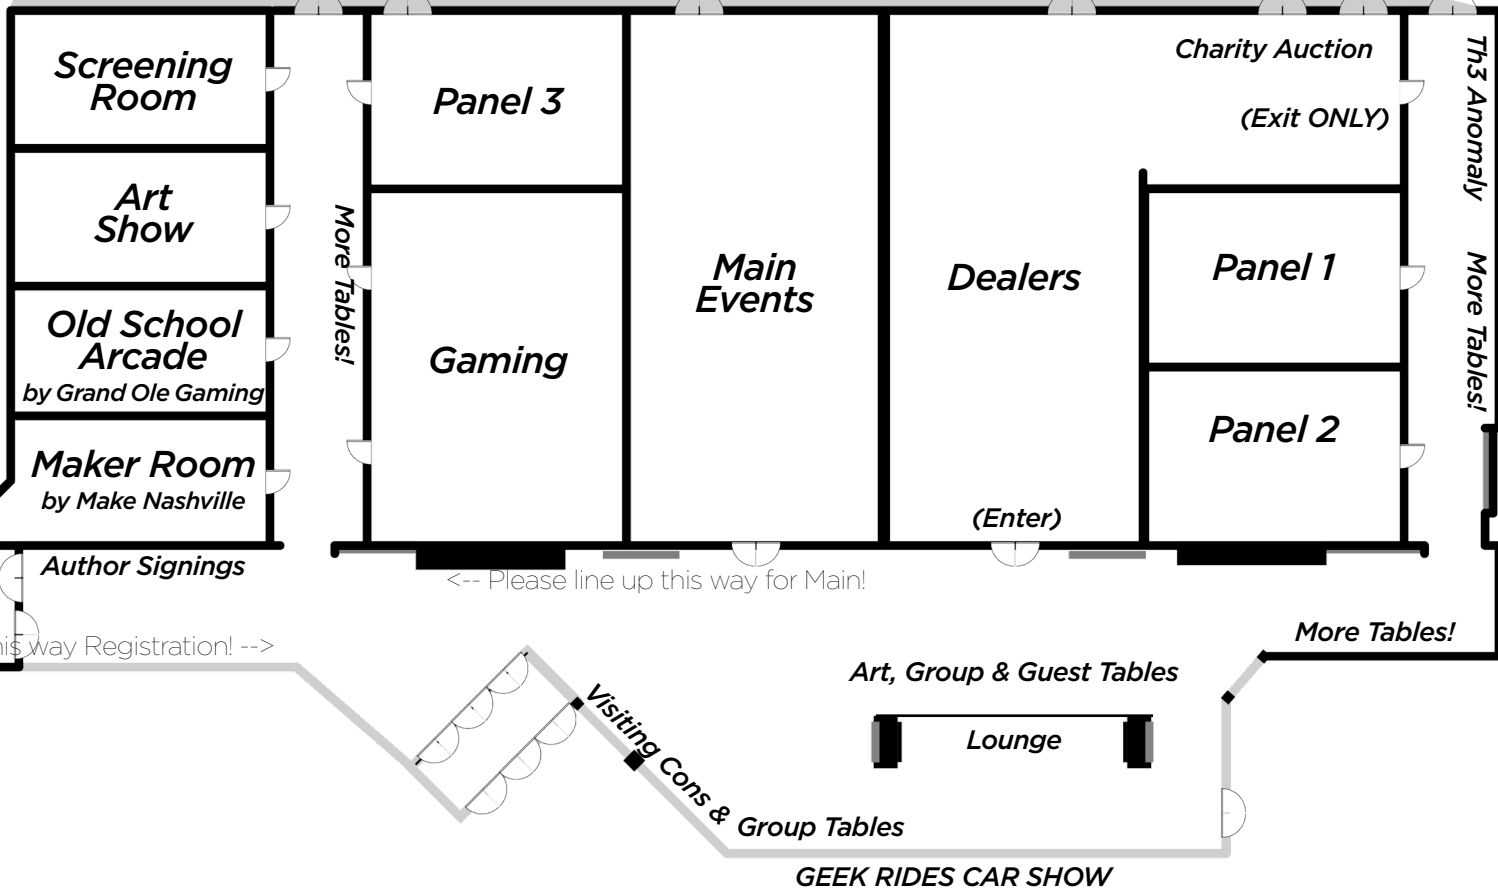 Screening
Room
Art
Show
Old School
Arcade
by Grand Ole Gaming
Maker Room
by Make Nashville
Author Signings
More Tables!
Panel 3
Gaming
Main
Events
Dealers
(Enter)
Charity Auction
(Exit ONLY)
Panel 1
Panel 2
Th3 Anomaly
More Tables!
<-- Please line up this way for Main!
way Registration! -->
More Tables!
Art, Group & Guest Tables
Lounge
Visiting Cons &
Group Tables
GEEK RIDES CAR SHOW